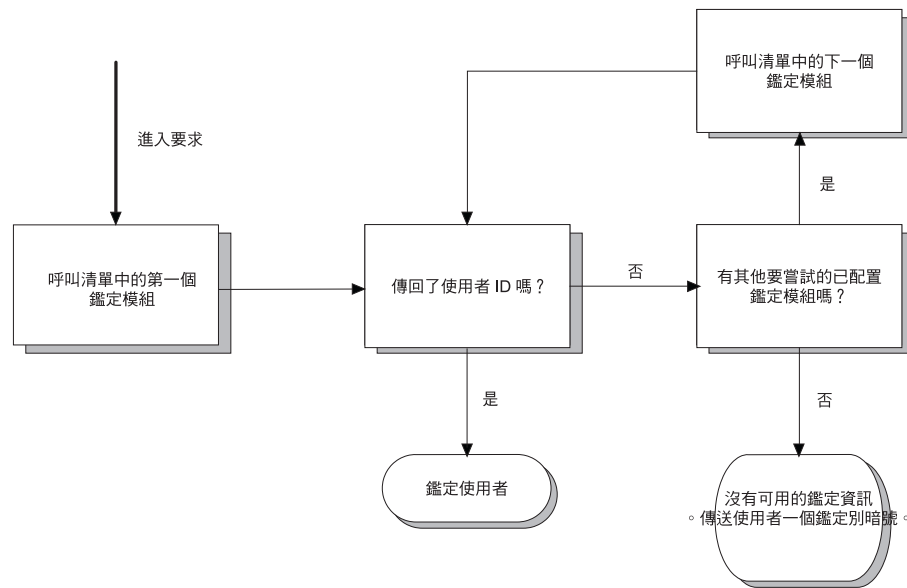 呼叫清單中的下一個
鑑定模組
進入要求
是
呼叫清單中的第一個
鑑定模組
傳回了使用者 ID 嗎？
否
有其他要嘗試的已配置
鑑定模組嗎？
是
否
鑑定使用者
沒有可用的鑑定資訊
。傳送使用者一個鑑定別暗號。